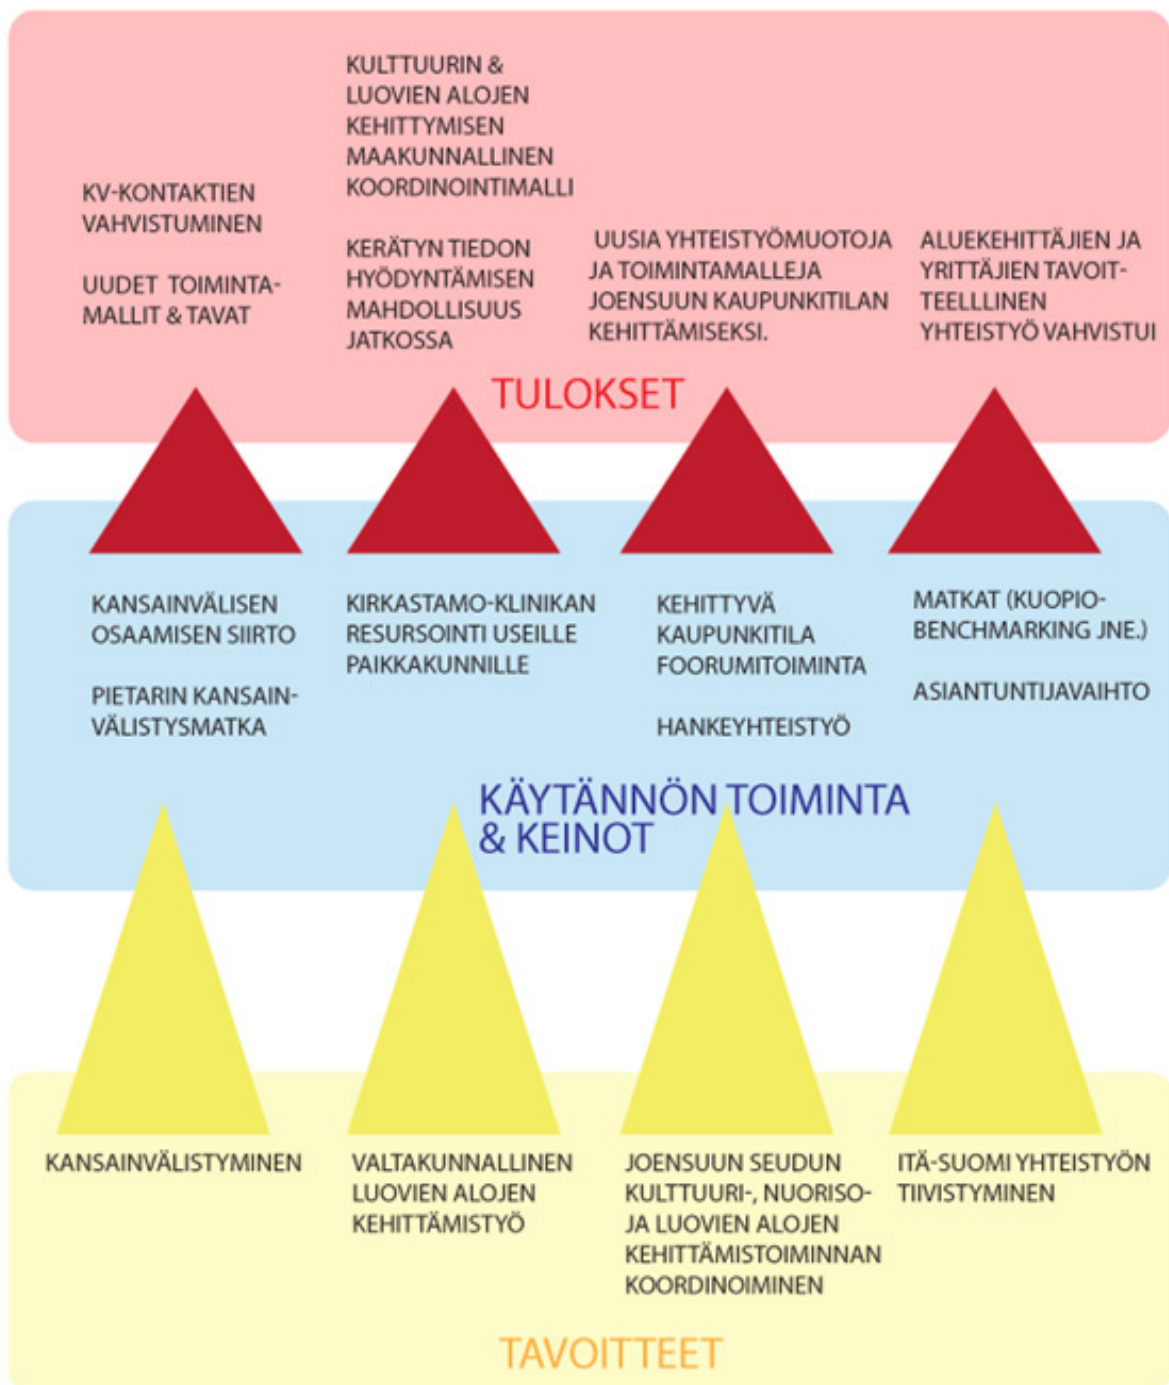 KV-KONTAKTIEN
VAHVISTUMINEN
UUDET TOIMINTA-
MALLIT & TAVAT
KULTTUURIN &
LUOVIEN ALOJEN
KEHITTYMISEN
MAAKUNNALLINEN
KOORDINOINTIMALLI
KERÄTYN TIEDON
HYÖDYNTÄMISEN
MAHDOLLISUUS
JATKOSSA
UUSIA YHTEISTYÖMUOTOJA
JA TOIMINTAMALLEJA
JOENSUUN KAUPUNKITILAN
KEHITTÄMISEKSI.
ALUEKEHITTÄJIEN JA
YRITTÄJIEN TAVOIT-
TEELLLINEN
YHTEISTYÖ VAHVISTUI
TULOKSET
KANSAINVÄLISEN
OSAAMISEN SIIRTO
PIETARIN KANSAIN-
VÄLISTYSMATKA
KIRKASTAMO-KLINIKAN
RESURSOINTI USEILLE
PAIKKAKUNNILLE
KEHITTYVÄ
KAUPUNKITILA
FOORUMITOIMINTA
HANKEYHTEISTYÖ
MATKAT (KUOPIO-
BENCHMARKING JNE.)
ASIANTUNTIJAVAIHTO
KÄYTÄNNÖN TOIMINTA
& KEINOT
KANSAINVÄLISTYMINEN
VALTAKUNNALLINEN
LUOVIEN ALOJEN
KEHITTÄMISTYÖ
JOENSUUN SEUDUN
KULTTUURI-, NUORISO-
JA LUOVIEN ALOJEN
KEHITTÄMISTOIMINNAN
KOORDINOIMINEN
ITÄ-SUOMI YHTEISTYÖN
TIIVISTYMINEN
TAVOITTEET